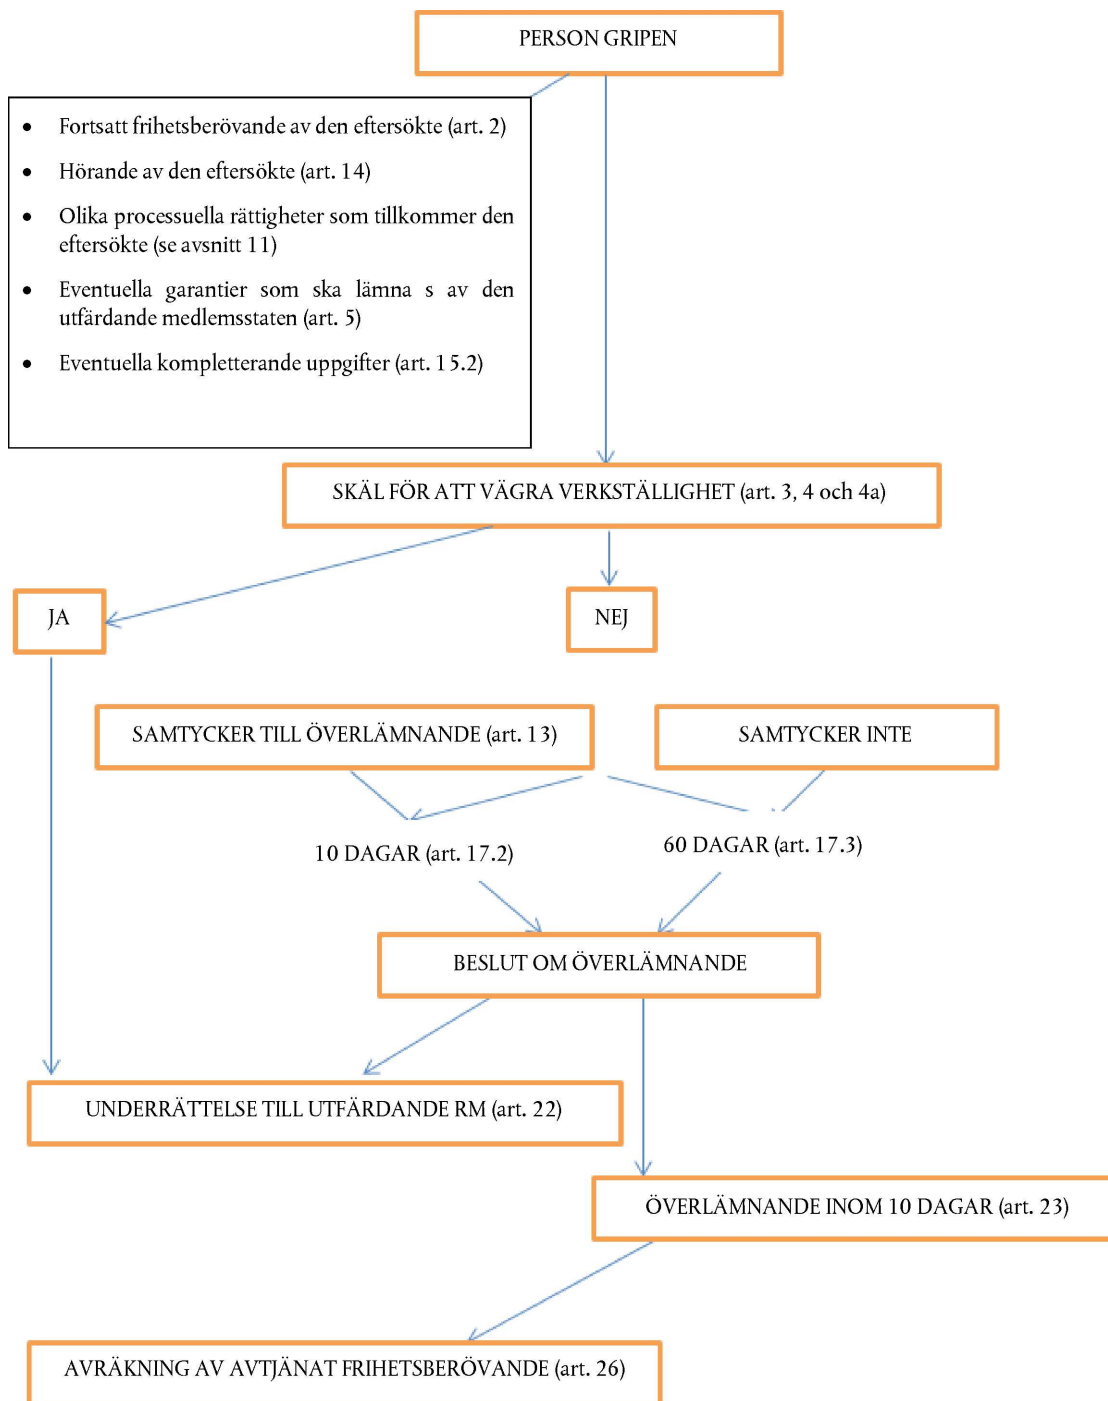 PERSON GRIPEN
• Fortsatt frihetsberövande av den eftersökte (art. 2)
• Hörande av den eftersökte (art. 14)
• Olika processuella rättigheter som tillkommer den
eftersökte (se avsnitt 11)
• Eventuella garantier som ska lämna s av den
utfärdande medlemsstaten (art. 5)
• Eventuella kompletterande uppgifter (art. 15.2)
SKÄL FÖR ATT VÄGRA VERKSTÄLLIGHET (art. 3, 4 och 4a)
JA
NEJ
SAMTYCKER TILL ÖVERLÄMNANDE (art. 13)
SAMTYCKER INTE
10 DAGAR (art. 17.2)
60 DAGAR (art. 17.3)
BESLUT OM ÖVERLÄMNANDE
UNDERRÄTTELSE TILL UTFÄRDANDE RM (art. 22)
ÖVERLÄMNANDE INOM 10 DAGAR (art. 23)
AVRÄKNING AV AVTJÄNAT FRIHETSBERÖVANDE (art. 26)